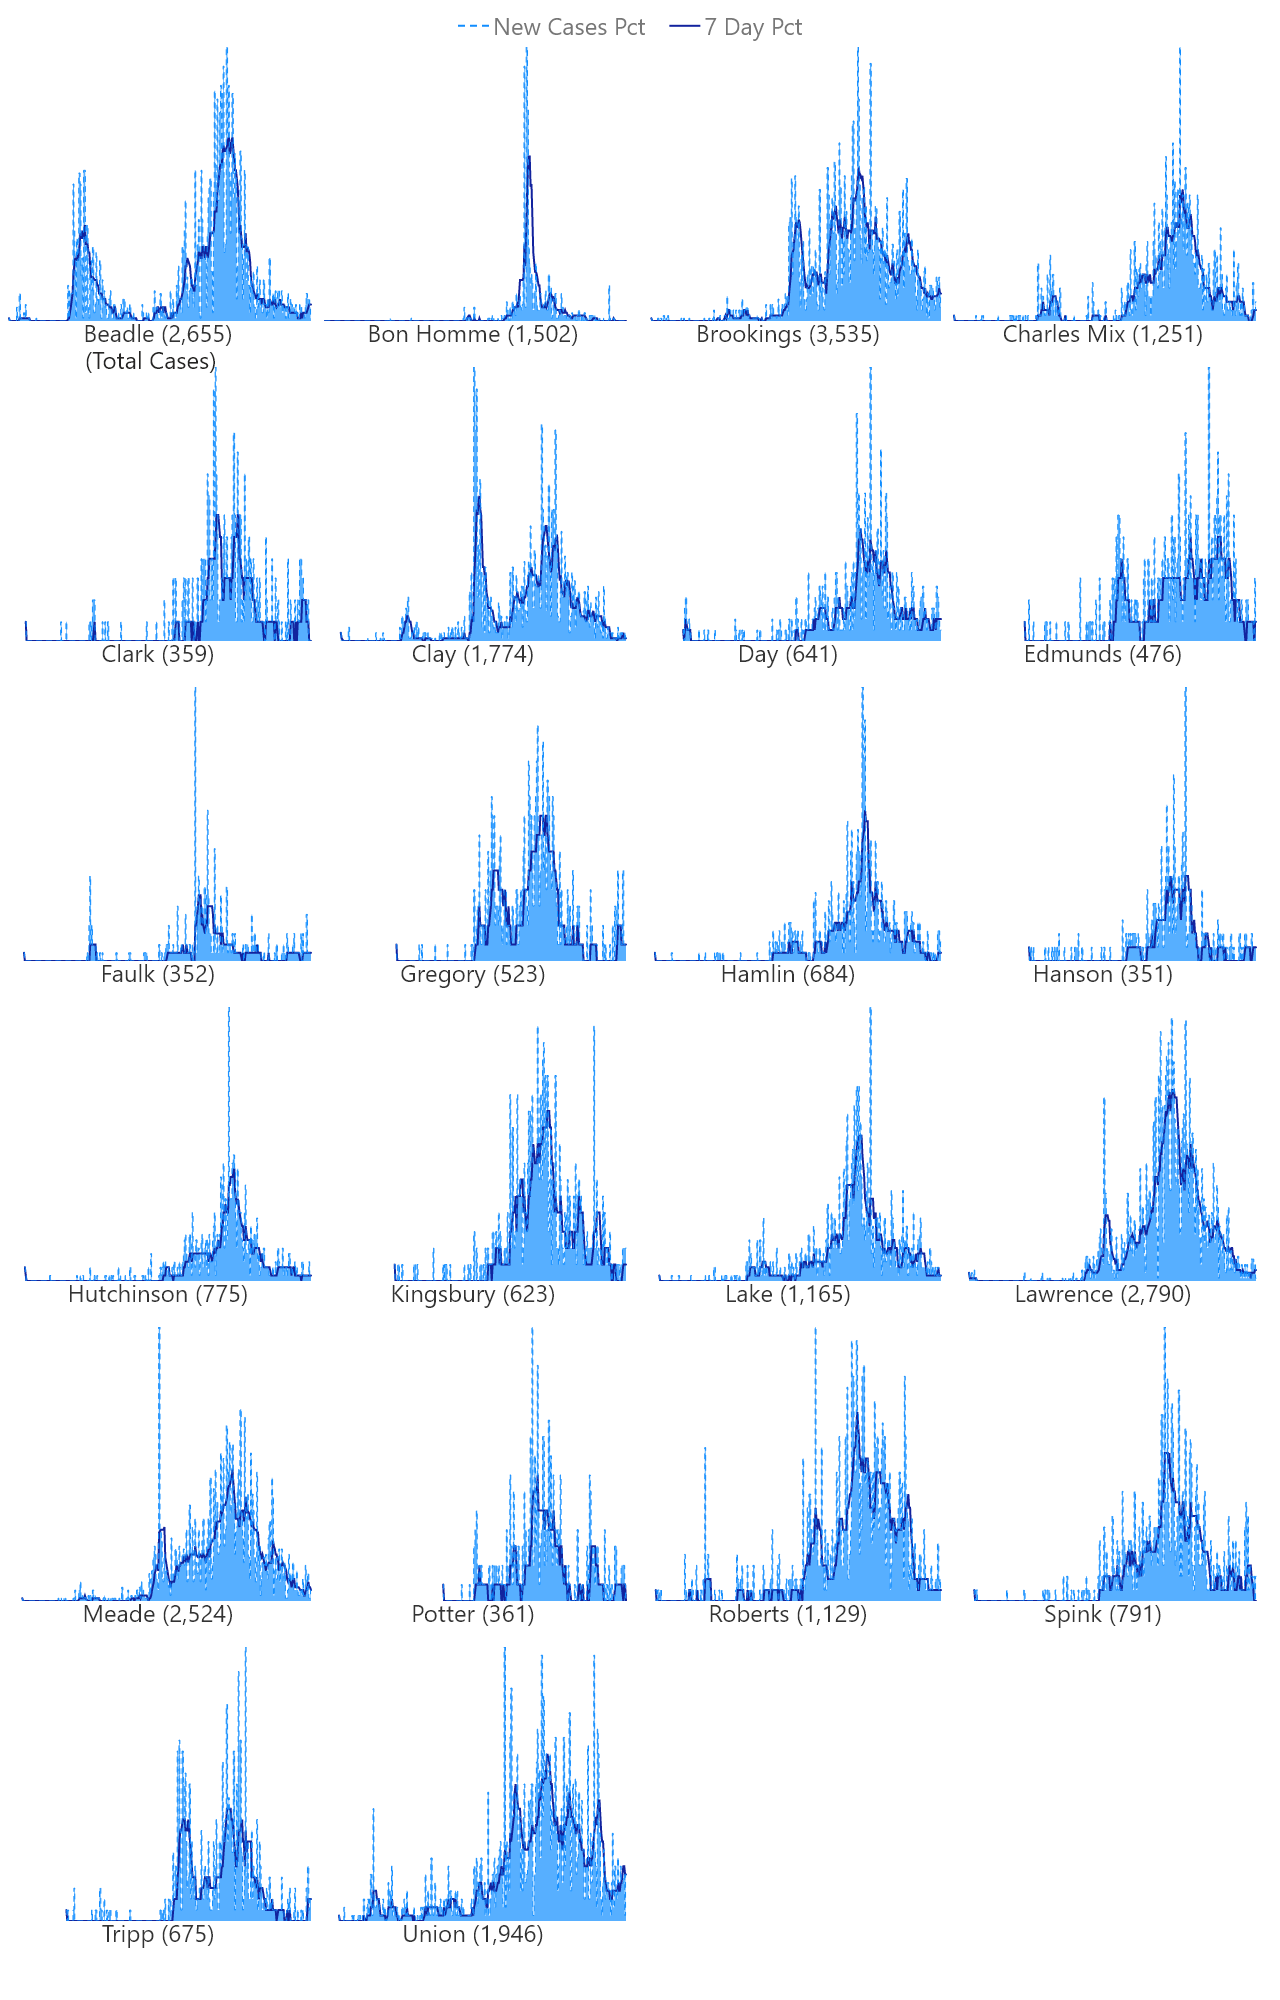 New Cases Pct 7 Day Pct
Beadle (2,655) Bon Homme (1,502) Brookings (3,535) Charles Mix (1,251)
(Total Cases)
Clark (359) Clay (1,774) Day (641) Edmunds (476)
Faulk (352) Gregory (523) Hamlin (684) Hanson (351)
Hutchinson (775) Kingsbury (623) Lake (1,165) Lawrence (2,790)
Meade (2,524) Potter (361) Roberts (1,129) Spink (791)
Tripp (675) Union (1,946)